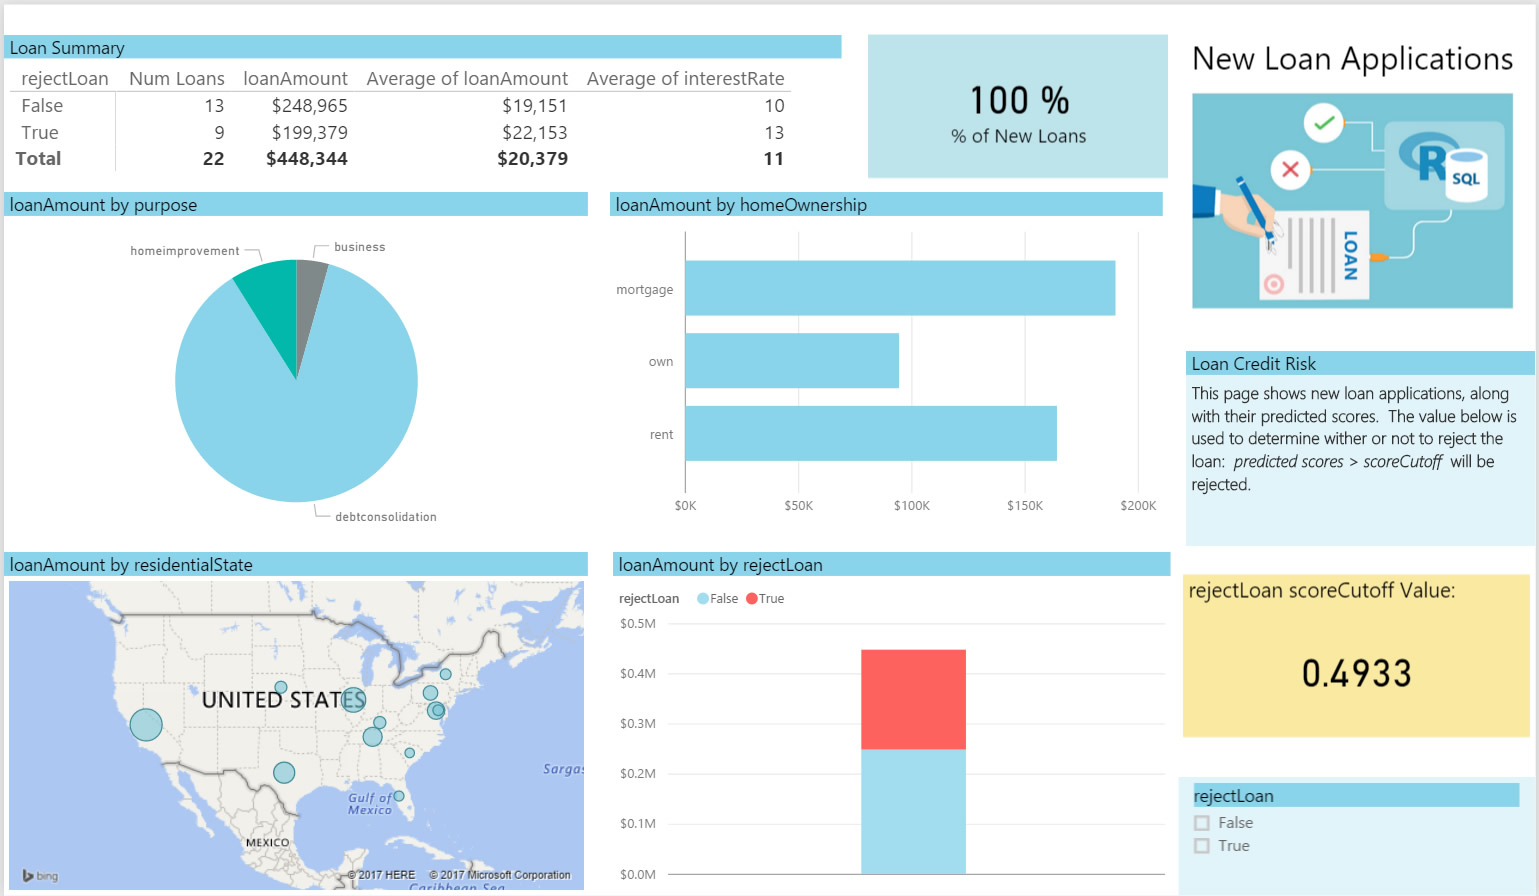 Loan Summary
rejectLoan Num Loans loanAmount Average of loanAmount Average of interestRate
False 13 $248,965 $19,151 10
True 9 $199,379 $22,153 13
Total 22 $448,344 $20,379 11
100 %
% of New Loans
New Loan Applications
R
SQL
LOAN
loanAmount by purpose
homeimprovement
business
debtconsolidation
loanAmount by homeOwnership
mortgage
own
rent
$0K $50K $100K $150K $200K
Loan Credit Risk
This page shows new loan applications, along
with their predicted scores. The value below is
used to determine wither or not to reject the
loan: predicted scores > scoreCutoff will be
rejected.
loanAmount by residentialState
UNITED STATES
Sargas
Gulf of
Mexico
MEXICO
bing
© 2017 HERE © 2017 Microsoft Corporation
Caribbean Sea
loanAmount by rejectLoan
rejectLoan False True
$0.5M
$0.4M
$0.3M
$0.2M
$0.1M
$0.0M
rejectLoan scoreCutoff Value:
0.4933
rejectLoan
False
True